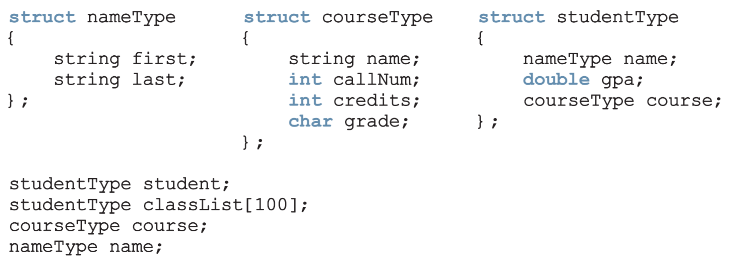 struct nameType
{
    string first;
    string last;
};
struct courseType
{
    string name;
    int callNum;
    int credits;
    char grade;
};
struct studentType
{
    nameType name;
    double gpa;
    courseType course;
};
studentType student;
studentType classList[100];
courseType course;
nameType name;